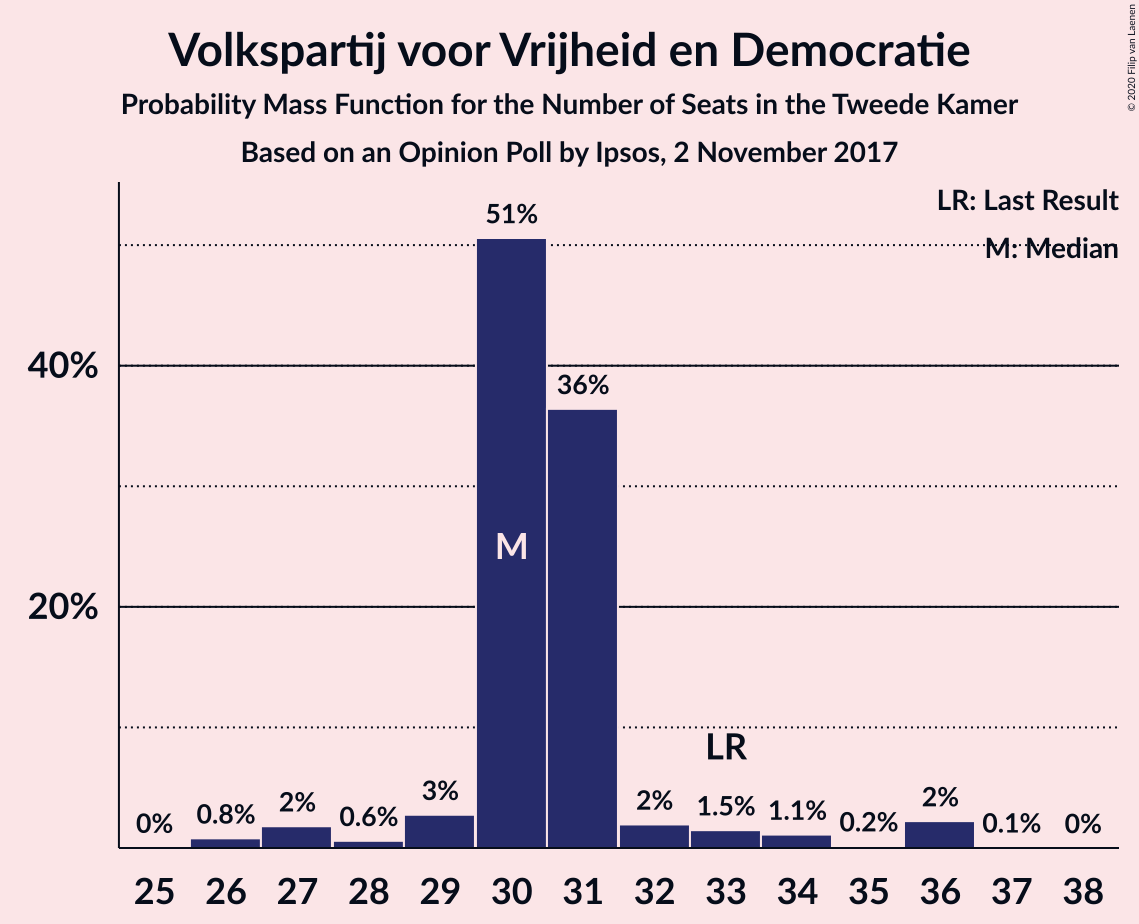 Volkspartij voor Vrijheid en Democratie
Probability Mass Function for the Number of Seats in the Tweede Kamer
Based on an Opinion Poll by Ipsos, 2 November 2017
© 2020 Filip van Laenen
LR: Last Result
M: Median
51%
40%
36%
M
20%
LR
0%
0.8%
2%
0.6%
3%
2%
1.5%
1.1%
0.2%
2%
0.1%
0%
25 26 27 28 29 30 31 32 33 34 35 36 37 38